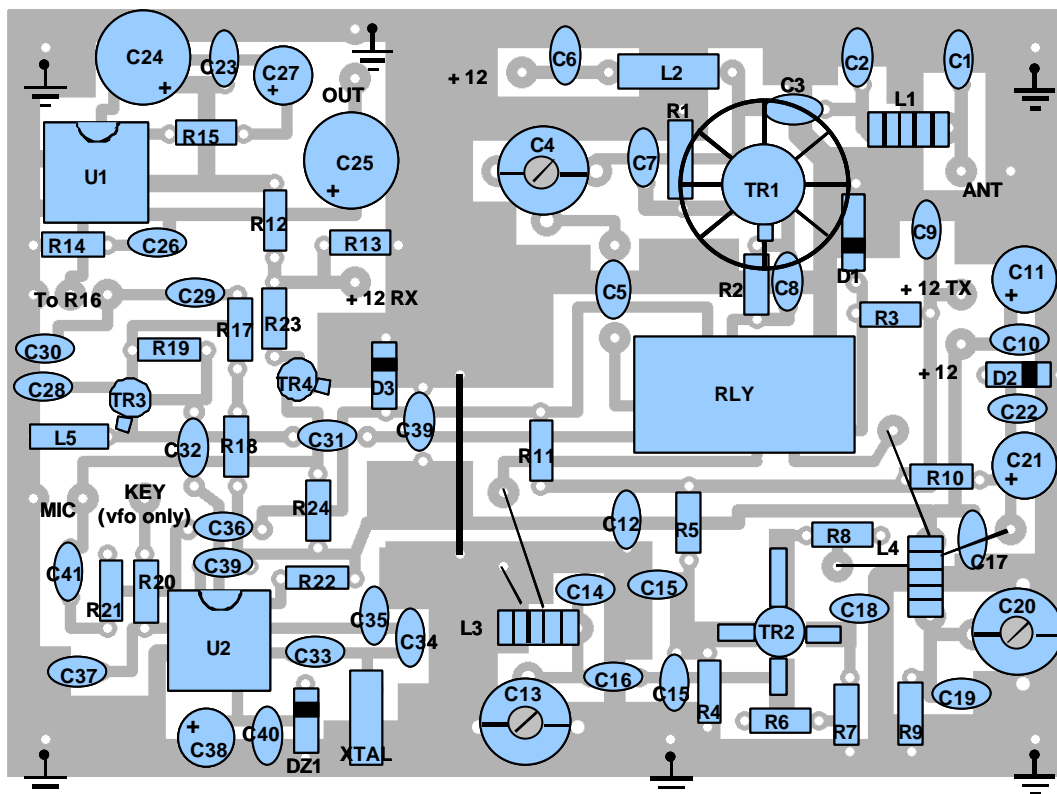 C24
C23
C27
+
+
OUT
R15
U1
C25
+
R12
R14
C26
R13
To R16
C29
+ 12 RX
R17
R23
C30
R19
C28
TR3
TR4
D3
L5
C32
R18
C31
C39
MIC
KEY
(vfo only)
C36
R24
C41
C39
R21
R20
R22
U2
C35
C34
C33
C37
+
C38
C40
DZ1
XTAL
C6
+ 12
L2
C3
C2
C1
R1
L1
C4
C7
TR1
ANT
C9
D1
C5
R2
C8
+ 12 TX
C11
+
R3
C10
+ 12
D2
RLY
C22
R11
C21
+
R10
C12
R5
R8
L4
C17
C14
C15
L3
TR2
C18
C20
C16
C15
C13
R4
R6
R7
R9
C19